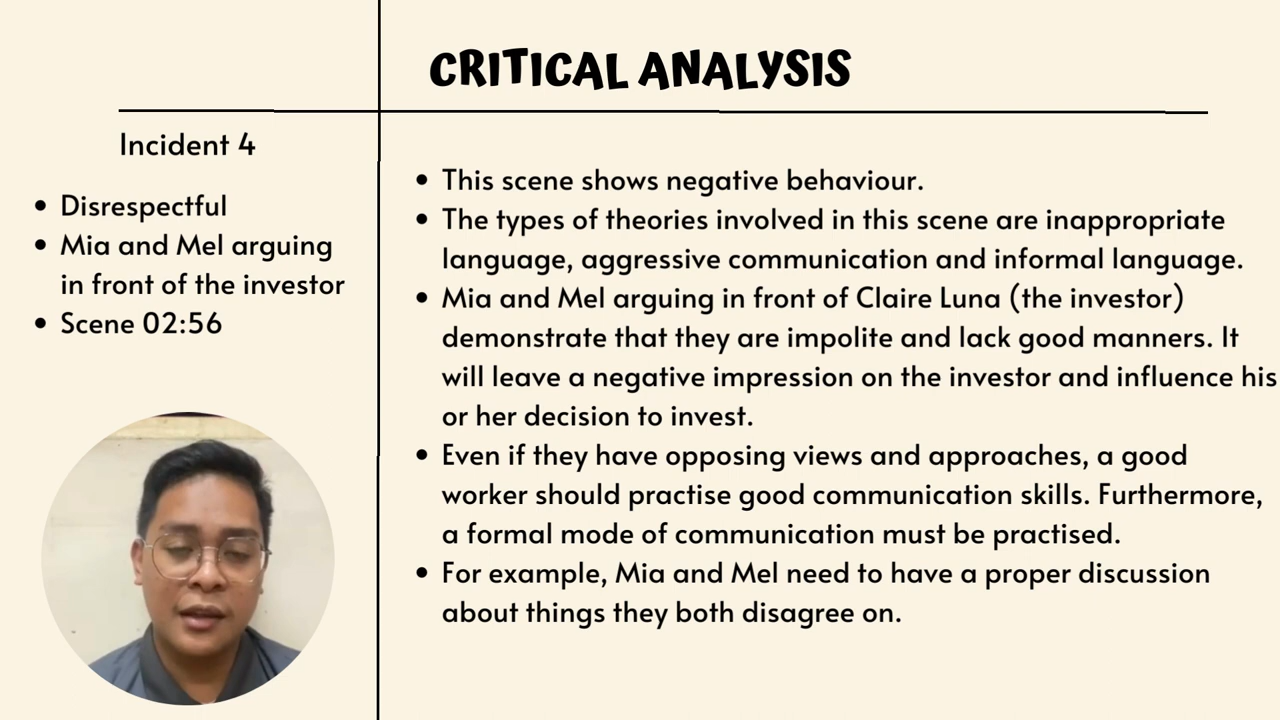 CRITICAL ANALYSIS
Incident 4
• Disrespectful
• Mia and Mel arguing
in front of the investor
• Scene 02:56
• This scene shows negative behaviour.
• The types of theories involved in this scene are inappropriate
language, aggressive communication and informal language.
• Mia and Mel arguing in front of Claire Luna (the investor)
demonstrate that they are impolite and lack good manners. It
will leave a negative impression on the investor and influence his
or her decision to invest.
• Even if they have opposing views and approaches, a good
worker should practise good communication skills. Furthermore,
a formal mode of communication must be practised.
• For example, Mia and Mel need to have a proper discussion
about things they both disagree on.